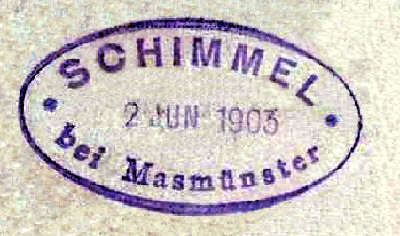 SCHIMMEL
2 JUN 1903
bei Masmünster